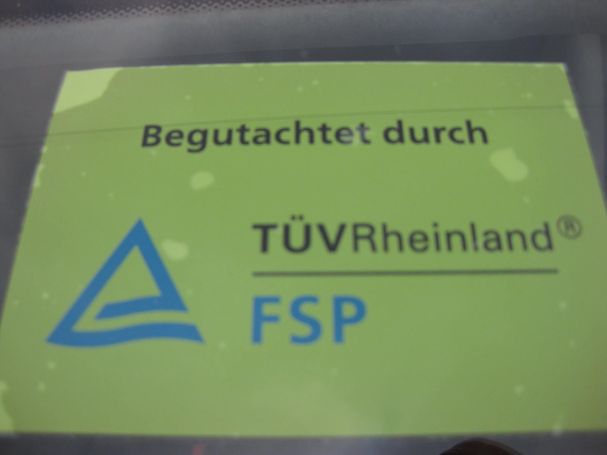 Begutachtet durch
TÜVRheinland®
FSP